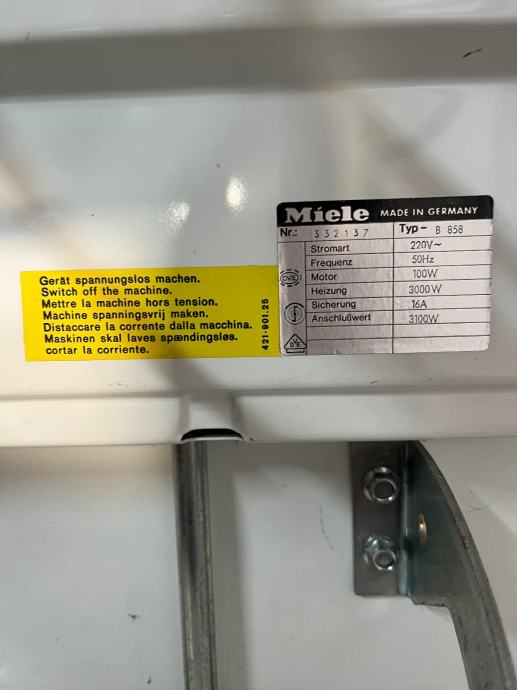 Miele MADE IN GERMANY
Nr.: 332137 Typ - B 858
Stromart 220V~
Frequenz 50Hz
Motor 100W
Heizung 3000W
Sicherung 16A
Anschlußwert 3100W
ÖVE
VDE
Gerät spannungslos machen.
Switch off the machine.
Mettre la machine hors tension.
Machine spanningsvrij maken.
Distaccare la corrente dalla macchina.
Maskinen skal laves spændingsløs.
cortar la corriente.
421-901.25